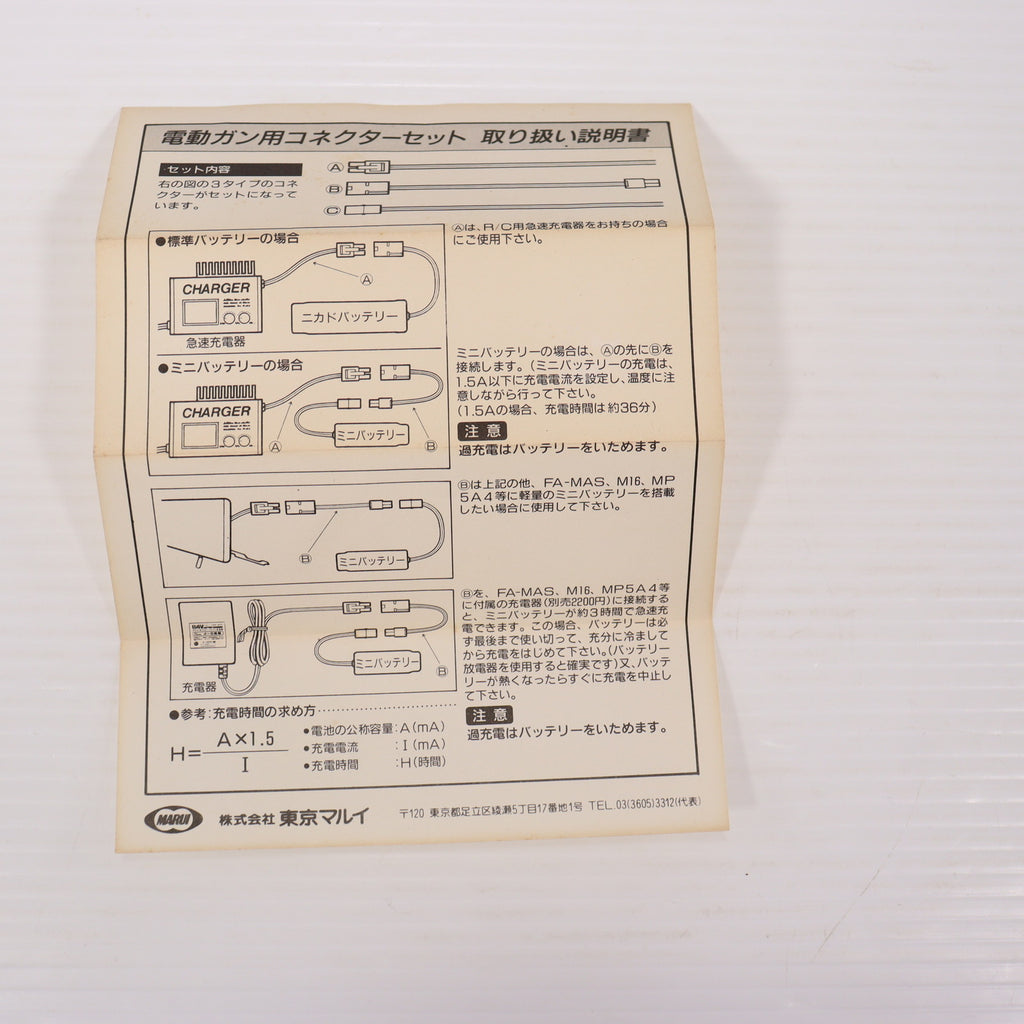 電動ガン用コネクターセット 取り扱い説明書
・セット内容
右の図の3タイプのコネ
クターがセットになって
います。
Ⓐ
Ⓑ
Ⓒ
Ⓐは、R/C用急速充電器をお持ちの場合
にご使用下さい。
●標準バッテリーの場合
CHARGER
Ⓐ
ニカドバッテリー
急速充電器
●ミニバッテリーの場合
CHARGER
Ⓐ
ミニバッテリー
Ⓑ
ミニバッテリーの場合は、Ⓐの先にⒷを
接続します。(ミニバッテリーの充電は、
1.5A以下に充電電流を設定し、温度に注
意しながら行って下さい。
(1.5Aの場合、充電時間は約36分)
注意
過充電はバッテリーをいためます。
Ⓑ
ミニバッテリー
Ⓑは上記の他、FA-MAS、M16、MP
5A4等に軽量のミニバッテリーを搭載
したい場合に使用して下さい。
充電器
ミニバッテリー
Ⓑ
Ⓑを、FA-MAS、M16、MP5A4等
に付属の充電器(別売2200円)に接続する
と、ミニバッテリーが約3時間で急速充
電できます。この場合、バッテリーは必
ず最後まで使い切って、充分に冷まして
から充電をはじめて下さい。(バッテリー
放電器を使用すると確実です)又、バッテ
リーが熱くなったらすぐに充電を中止し
て下さい。
注意
過充電はバッテリーをいためます。
●参考:充電時間の求め方
H=A×1.5/I
●電池の公称容量:A(mA)
●充電電流:I(mA)
●充電時間:H(時間)
MARUI 株式会社 東京マルイ 〒120 東京都足立区綾瀬5丁目17番地1号 TEL.03(3605)3312(代表)